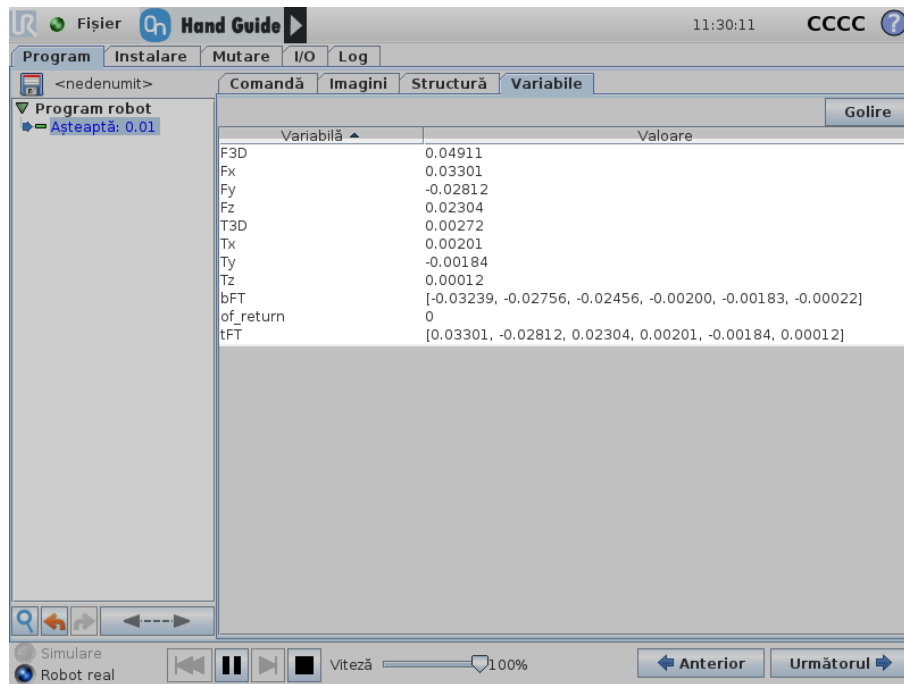 UR Fișier On Hand Guide 11:30:11 CCCC ?
Program Instalare Mutare I/O Log
<nedenumit> Comandă Imagini Structură Variabile
Program robot
Golire
Așteaptă: 0.01
Variabilă Valoare
F3D 0.04911
Fx 0.03301
Fy -0.02812
Fz 0.02304
T3D 0.00272
Tx 0.00201
Ty -0.00184
Tz 0.00012
bFT [-0.03239, -0.02756, -0.02456, -0.00200, -0.00183, -0.00022]
of_return 0
tFT [0.03301, -0.02812, 0.02304, 0.00201, -0.00184, 0.00012]
Simulare
Robot real
Viteză 100% Anterior Următorul